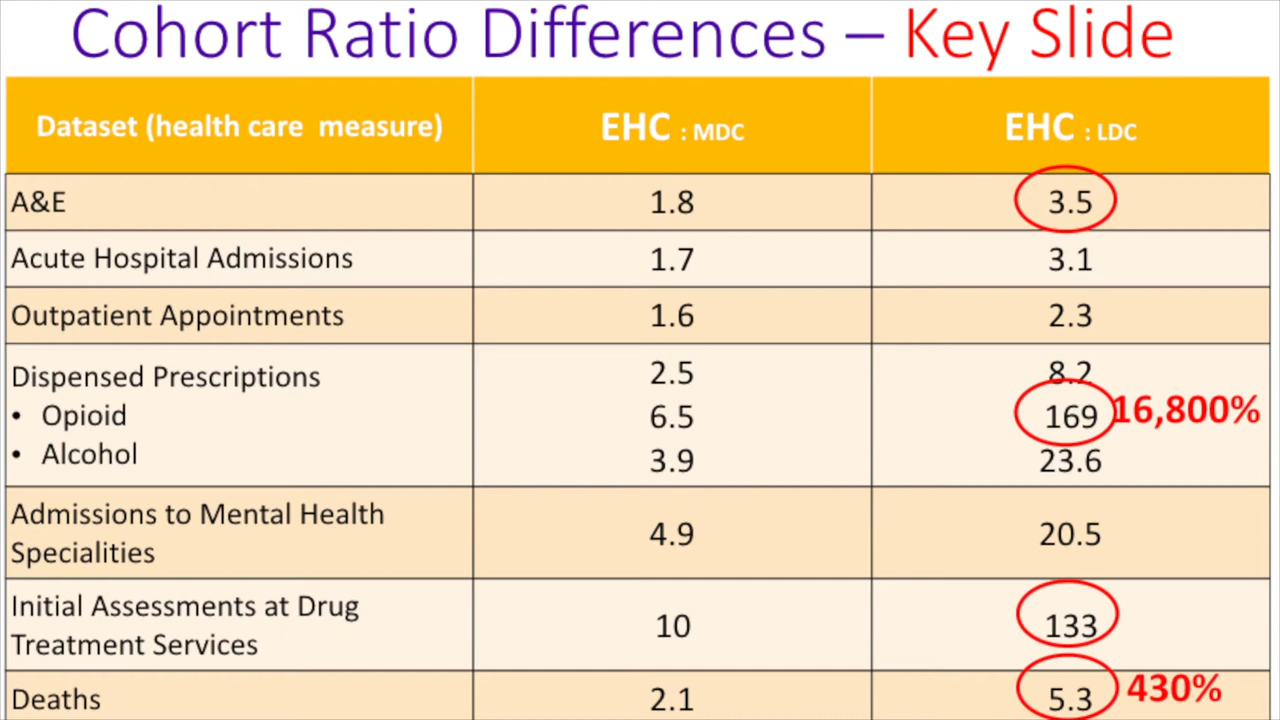 Cohort Ratio Differences – Key Slide
Dataset (health care measure) EHC : MDC EHC : LDC
A&E 1.8 3.5
Acute Hospital Admissions 1.7 3.1
Outpatient Appointments 1.6 2.3
Dispensed Prescriptions 2.5 8.2
• Opioid 6.5 169 16,800%
• Alcohol 3.9 23.6
Admissions to Mental Health
Specialities 4.9 20.5
Initial Assessments at Drug
Treatment Services 10 133
Deaths 2.1 5.3 430%